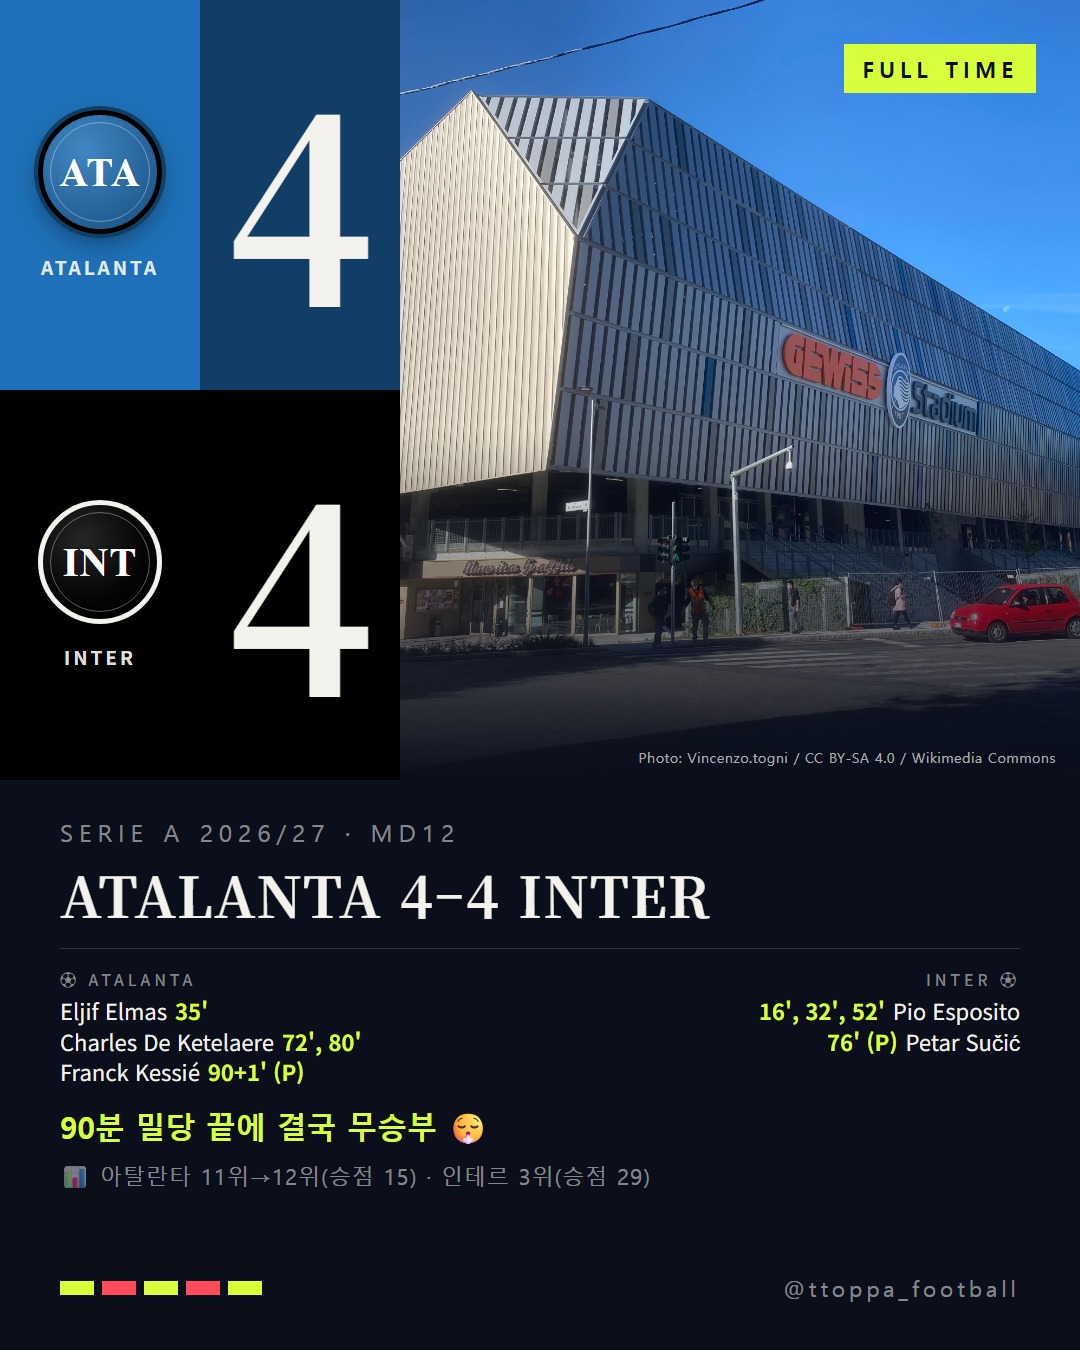 FULL TIME
ATA
ATALANTA
4
INT
INTER
4
GEWISS Stadium
America Graffiti
Photo: Vincenzo.togni / CC BY-SA 4.0 / Wikimedia Commons
SERIE A 2026/27 · MD12
ATALANTA 4–4 INTER
⚽ ATALANTA
Eljif Elmas 35'
Charles De Ketelaere 72', 80'
Franck Kessié 90+1' (P)
INTER ⚽
16', 32', 52' Pio Esposito
76' (P) Petar Sučić
90분 밀당 끝에 결국 무승부 😮‍💨
📊 아탈란타 11위→12위(승점 15) · 인테르 3위(승점 29)
@ttoppa_football